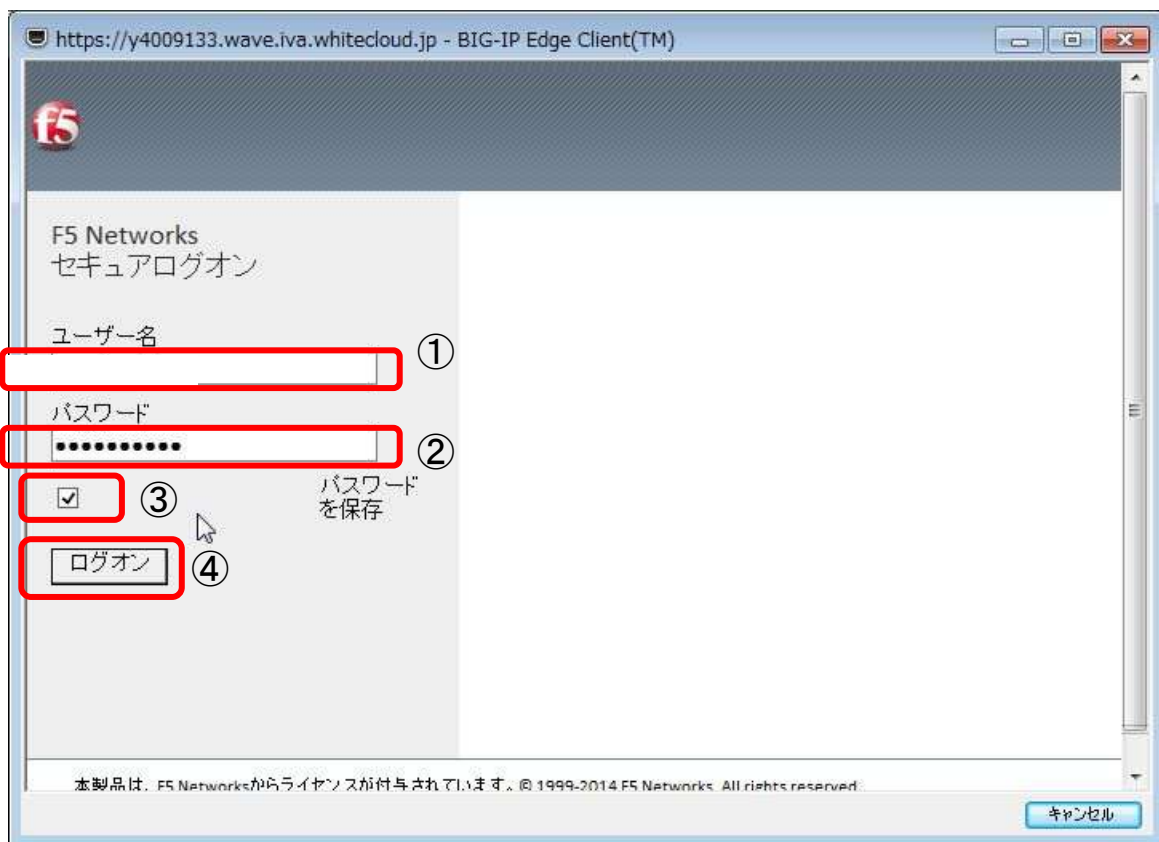 https://y4009133.wave.iva.whitecloud.jp - BIG-IP Edge Client(TM)
f5
F5 Networks
セキュアログオン
ユーザー名
①
パスワード
••••••••••
②
③
パスワード
を保存
ログオン
④
本製品は、F5 Networksからライセンスが付与されています。© 1999-2014 F5 Networks. All rights reserved
キャンセル